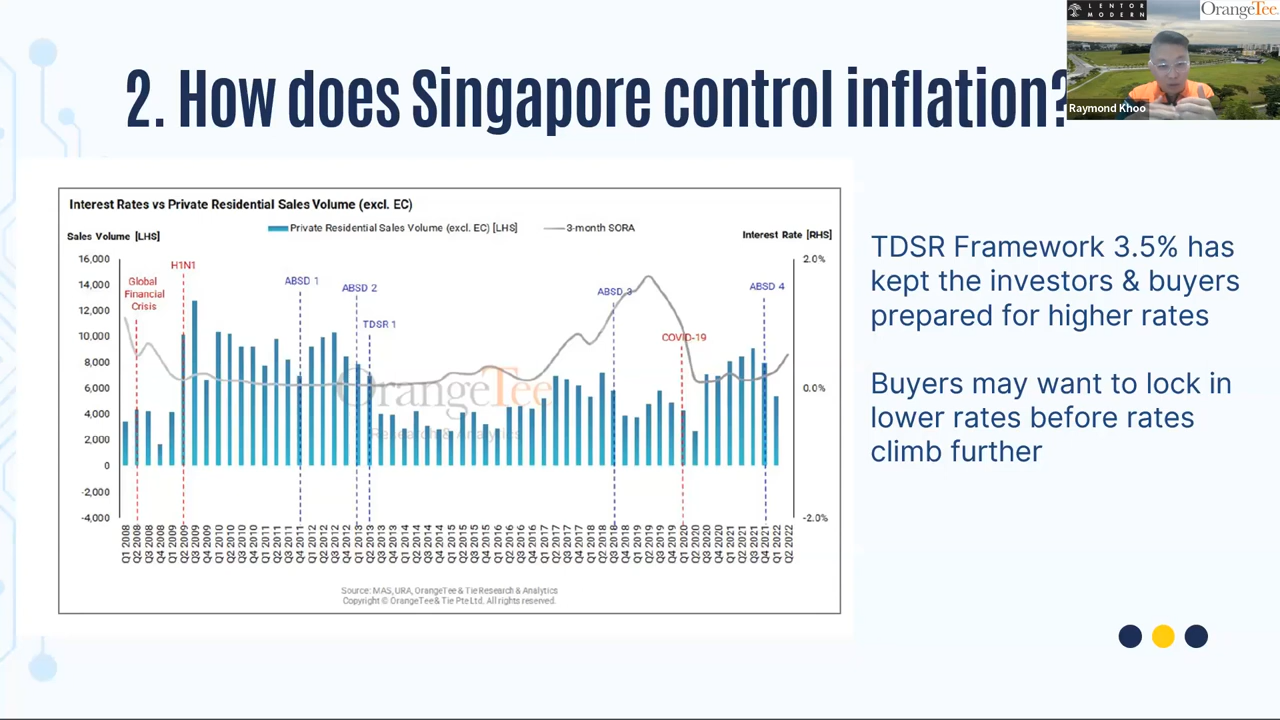 LENTOR
MODERN
OrangeTee
Raymond Khoo
2. How does Singapore control inflation?
Interest Rates vs Private Residential Sales Volume (excl. EC)
Sales Volume [LHS]
Private Residential Sales Volume (excl. EC) [LHS]
3-month SORA
Interest Rate [RHS]
16,000
14,000
12,000
10,000
8,000
6,000
4,000
2,000
0
-2,000
-4,000
2.0%
0.0%
-2.0%
Global
Financial
Crisis
H1N1
ABSD 1
ABSD 2
TDSR 1
ABSD 3
COVID-19
ABSD 4
OrangeTee
Research & Analytics
Q1 2008
Q2 2008
Q3 2008
Q4 2008
Q1 2009
Q2 2009
Q3 2009
Q4 2009
Q1 2010
Q2 2010
Q3 2010
Q4 2010
Q1 2011
Q2 2011
Q3 2011
Q4 2011
Q1 2012
Q2 2012
Q3 2012
Q4 2012
Q1 2013
Q2 2013
Q3 2013
Q4 2013
Q1 2014
Q2 2014
Q3 2014
Q4 2014
Q1 2015
Q2 2015
Q3 2015
Q4 2015
Q1 2016
Q2 2016
Q3 2016
Q4 2016
Q1 2017
Q2 2017
Q3 2017
Q4 2017
Q1 2018
Q2 2018
Q3 2018
Q4 2018
Q1 2019
Q2 2019
Q3 2019
Q4 2019
Q1 2020
Q2 2020
Q3 2020
Q4 2020
Q1 2021
Q2 2021
Q3 2021
Q4 2021
Q1 2022
Q2 2022
Source: MAS, URA, OrangeTee & Tie Research & Analytics
Copyright © OrangeTee & Tie Pte Ltd. All rights reserved.
TDSR Framework 3.5% has
kept the investors & buyers
prepared for higher rates
Buyers may want to lock in
lower rates before rates
climb further